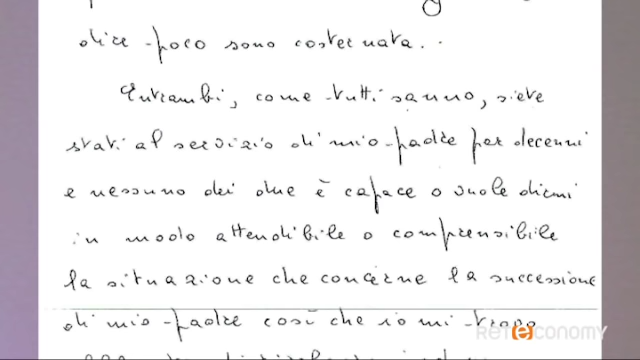 dire poco sono costernata..
Entrambi, come tutti sanno, siete
stati al servizio di mio padre per decenni
e nessuno dei due è capace o vuole dirmi
in modo attendibile o comprensibile
la situazione che concerne la successione
di mio padre così che io mi trovo
RETEECONOMY